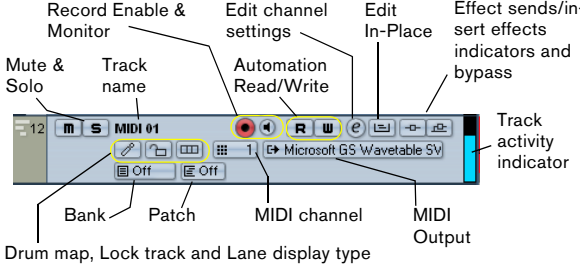 Record Enable &
Monitor
Edit channel
settings
Edit
In-Place
Effect sends/in-
sert effects
indicators and
bypass
Mute &
Solo
Track
name
Automation
Read/Write
12 m S MIDI 01 R W e
1 Microsoft GS Wavetable SV
Off Off
Track
activity
indicator
Bank
Patch
MIDI channel
MIDI
Output
Drum map, Lock track and Lane display type